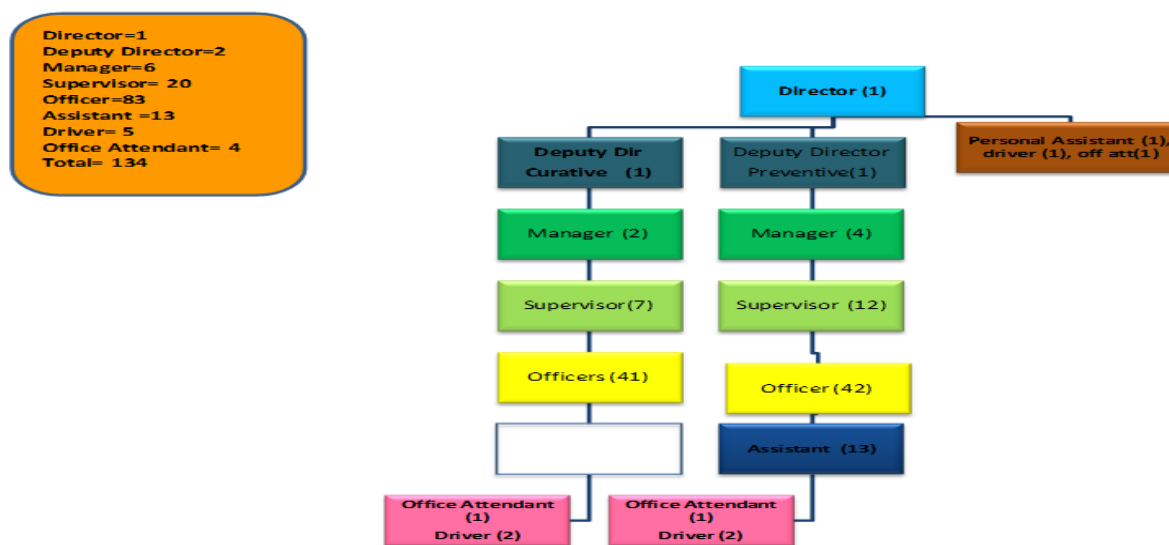 Director=1
Deputy Director=2
Manager=6
Supervisor= 20
Officer=83
Assistant =13
Driver= 5
Office Attendant= 4
Total= 134
Director (1)
Personal Assistant (1),
driver (1), off att(1)
Deputy Dir
Curative (1)
Deputy Director
Preventive(1)
Manager (2)
Manager (4)
Supervisor(7)
Supervisor (12)
Officers (41)
Officer (42)
Assistant (13)
Office Attendant
(1)
Driver (2)
Office Attendant
(1)
Driver (2)